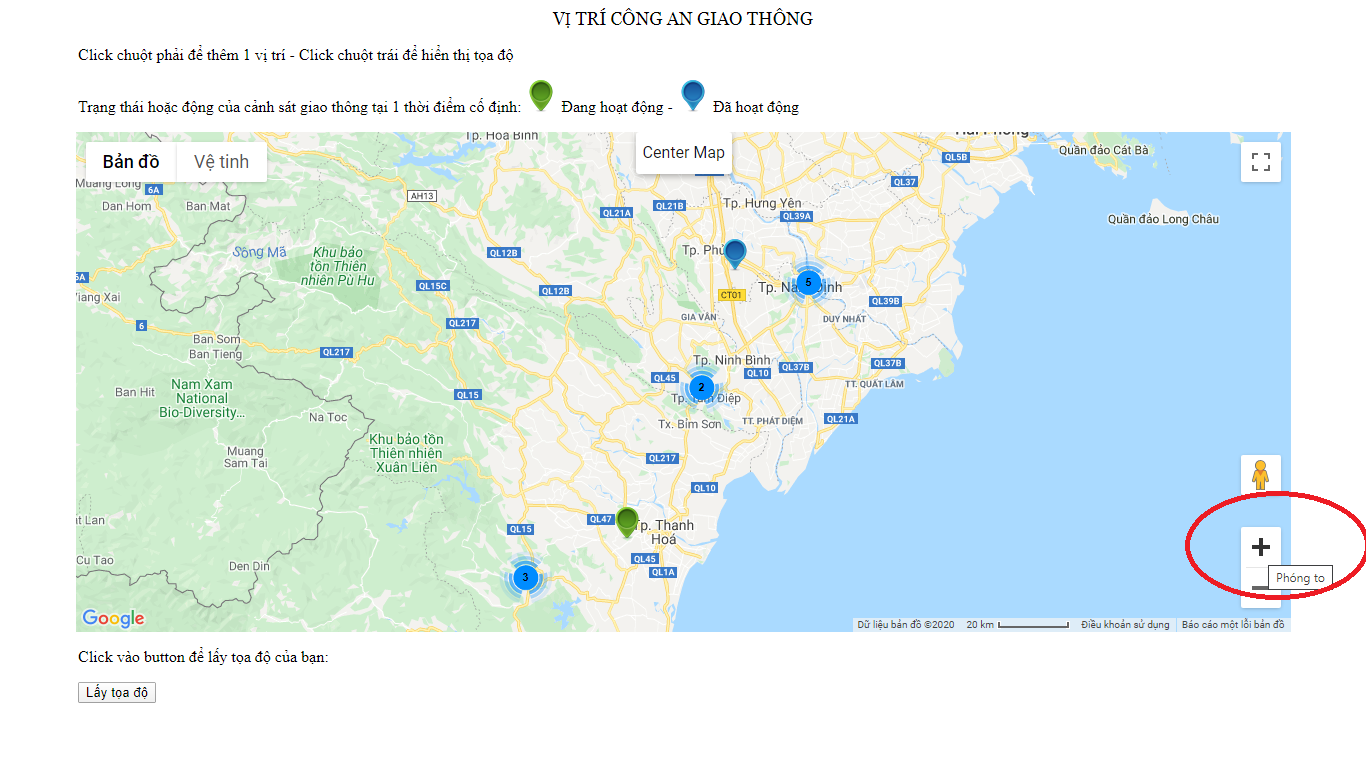 VỊ TRÍ CÔNG AN GIAO THÔNG
Click chuột phải để thêm 1 vị trí - Click chuột trái để hiển thị tọa độ
Trạng thái hoặc động của cảnh sát giao thông tại 1 thời điểm cố định: Đang hoạt động - Đã hoạt động
Tp. Hoà Bình
Bản đồ Vệ tinh
Center Map
Quần đảo Cát Bà
QL5B
Muang Long
6A
AH13
QL37
Dan Hom
Ban Mat
QL21A
QL21B
Tp. Hưng Yên
QL39A
Quần đảo Long Châu
Sông Mã
Khu bảo
tồn Thiên
nhiên Pù Hu
QL12B
Tp. Phủ
QL15C
QL12B
CT01
5
Tp. Nam Định
QL39B
6
QL217
GIA VÂN
DUY NHẤT
Ban Som
Ban Tieng
QL217
Tp. Ninh Bình
QL10
QL37B
QL37B
Nam Xam
National
Bio-Diversity...
Ban Hit
QL15
QL45
2
Tp. Tam Điệp
TT. QUẤT LÂM
Na Toc
Tx. Bỉm Sơn
TT. PHÁT DIỆM
QL21A
Khu bảo tồn
Thiên nhiên
Xuân Liên
Muang
Sam Tai
QL217
QL10
QL15
QL47
Tp. Thanh
Hoá
QL45
QL1A
Cu Tao
Den Din
3
Phóng to
Google
Dữ liệu bản đồ ©2020 20 km Điều khoản sử dụng Báo cáo một lỗi bản đồ
Click vào button để lấy tọa độ của bạn:
Lấy tọa độ